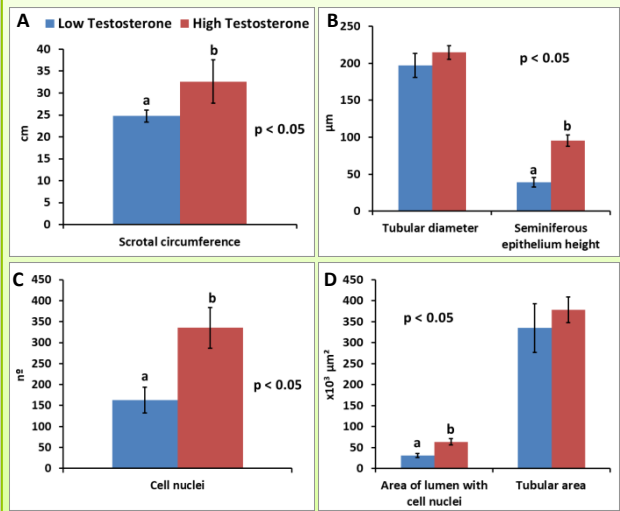 A
Low Testosterone
High Testosterone
cm
40
35
30
25
20
15
10
5
0
a
b
p < 0.05
Scrotal circumference
B
µm
250
200
150
100
50
0
p < 0.05
a
b
Tubular diameter
Seminiferous
epithelium height
C
nº
450
400
350
300
250
200
150
100
50
0
a
b
p < 0.05
Cell nuclei
D
x10³ µm²
450
400
350
300
250
200
150
100
50
0
p < 0.05
a
b
Area of lumen with
cell nuclei
Tubular area